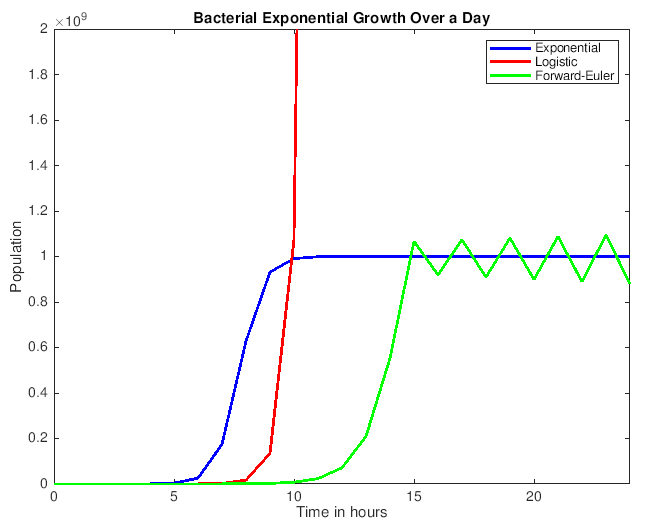 Bacterial Exponential Growth Over a Day
×10^9
2
1.8
1.6
1.4
1.2
1
0.8
0.6
0.4
0.2
0
Population
Exponential
Logistic
Forward-Euler
0 5 10 15 20
Time in hours